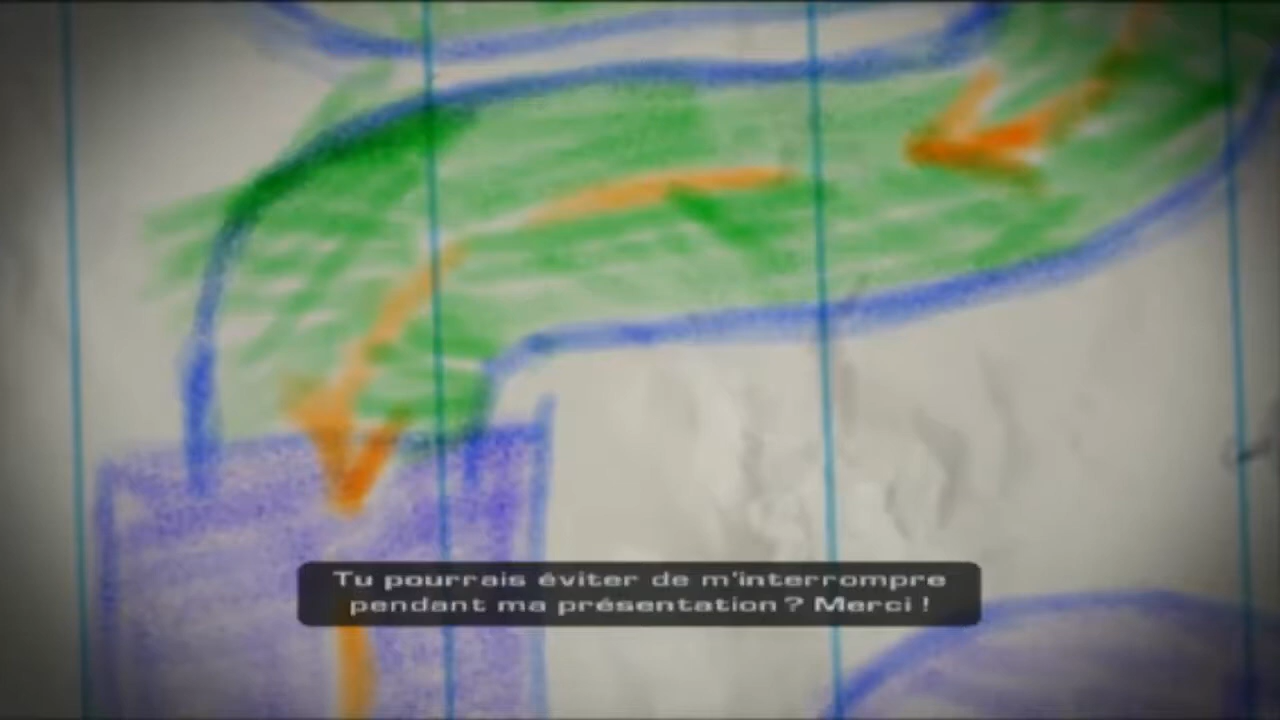 Tu pourrais éviter de m'interrompre
pendant ma présentation ? Merci !